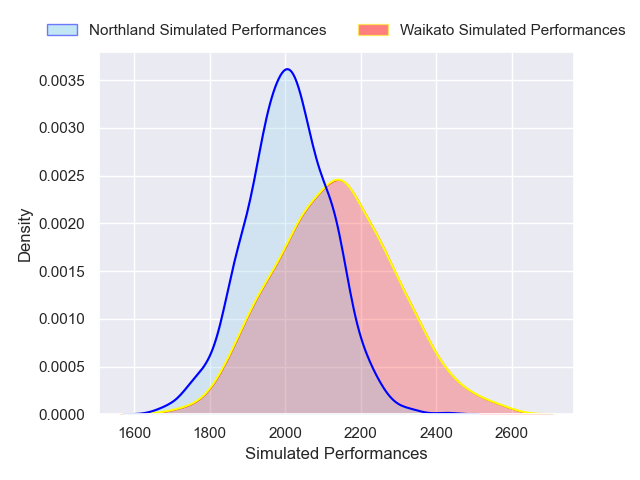 Northland Simulated Performances Waikato Simulated Performances
0.0035
0.0030
0.0025
0.0020
0.0015
0.0010
0.0005
0.0000
Density
1600 1800 2000 2200 2400 2600
Simulated Performances